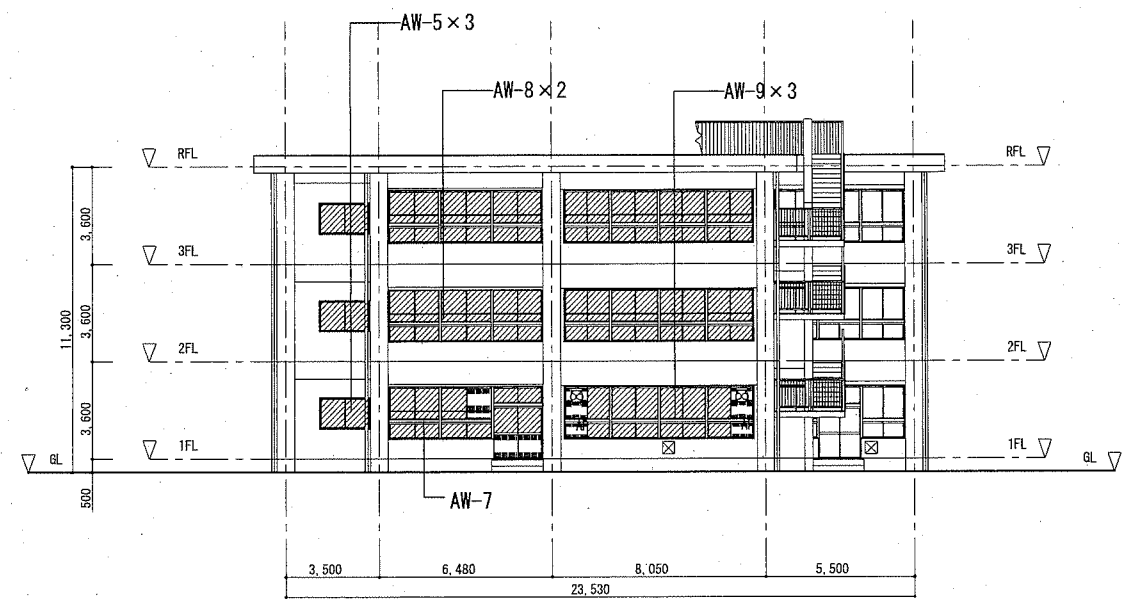 AW-5×3
AW-8×2
AW-9×3
RFL
RFL
3,600
3FL
3FL
11,300
3,600
2FL
2FL
3,600
1FL
1FL
GL
GL
500
AW-7
3,500
6,480
8,050
5,500
23,530